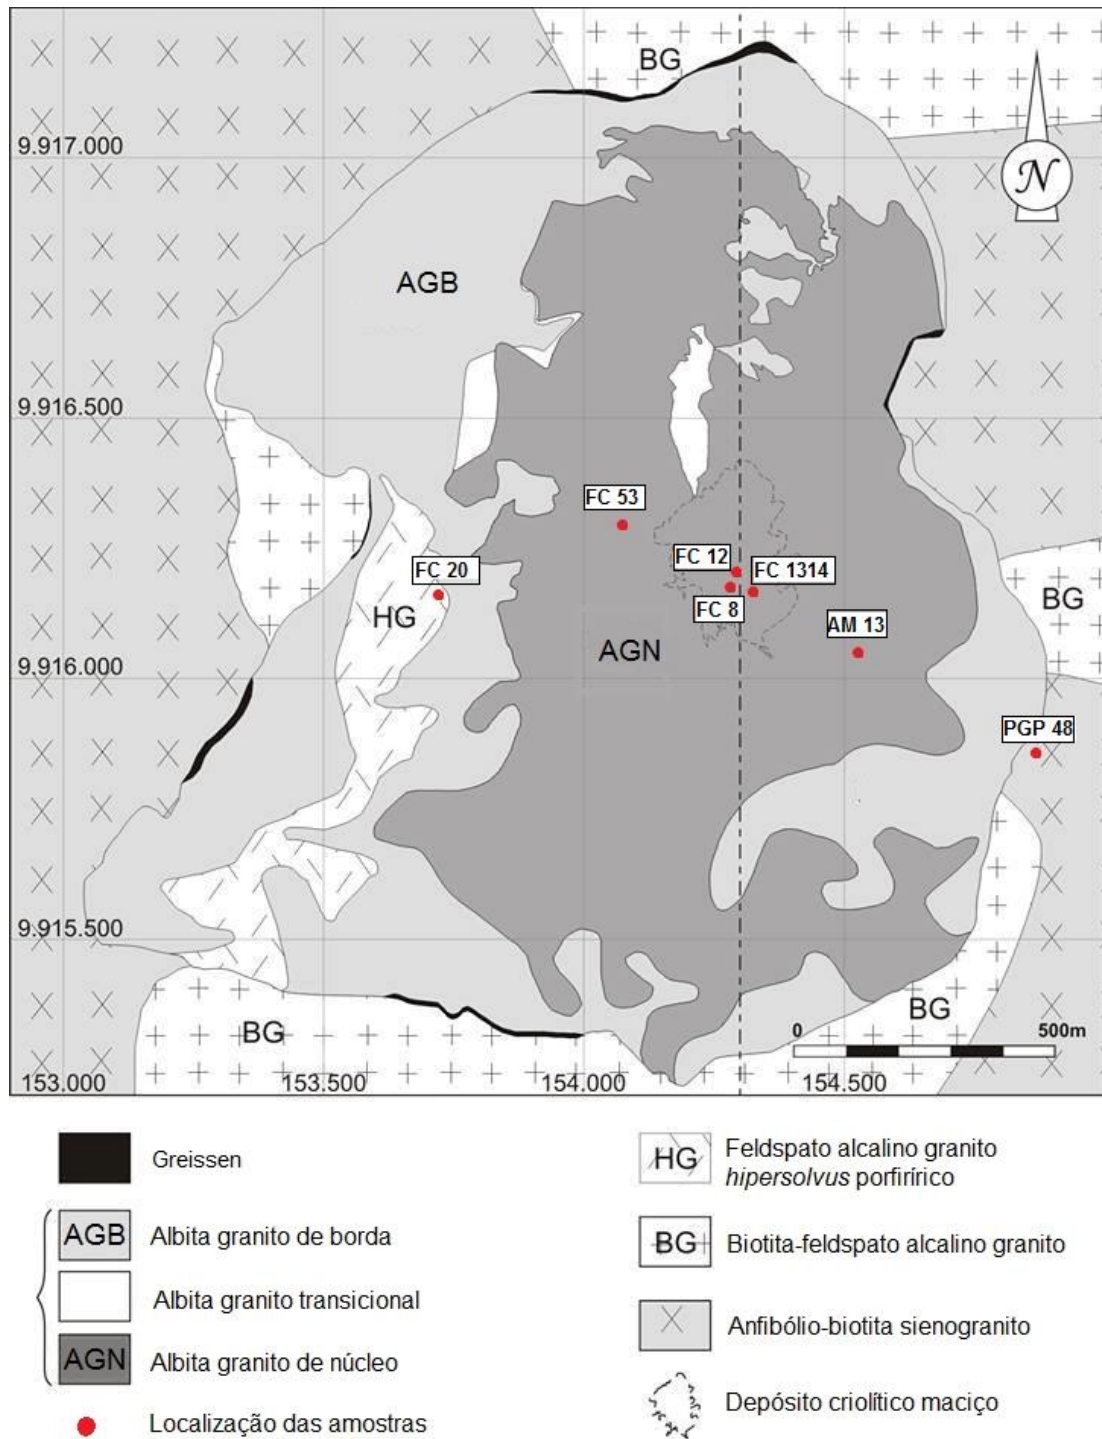 BG
9.917.000
N
AGB
9.916.500
FC 53
FC 12
FC 1314
FC 20
FC 8
BG
HG
AM 13
AGN
9.916.000
PGP 48
9.915.500
BG
BG
0 500m
153.000 153.500 154.000 154.500
Greissen
AGB Albita granito de borda
Albita granito transicional
AGN Albita granito de núcleo
Localização das amostras
HG Feldspato alcalino granito
hipersolvus porfirírico
BG Biotita-feldspato alcalino granito
Anfibólio-biotita sienogranito
Depósito criolítico maciço